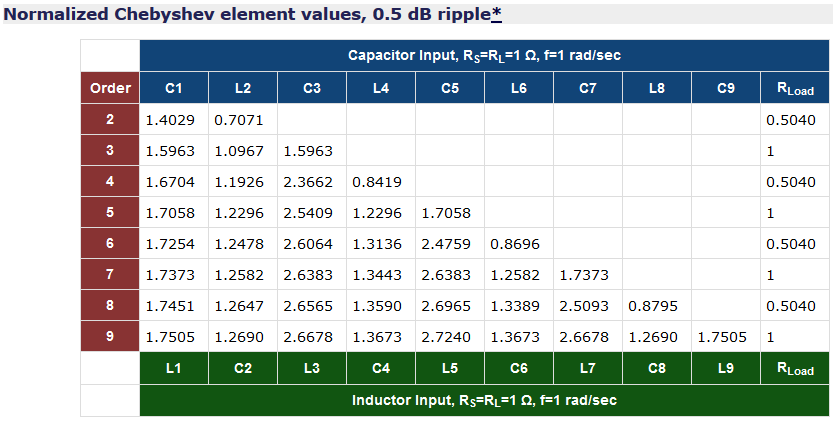 Normalized Chebyshev element values, 0.5 dB ripple*
Capacitor Input, RS=RL=1 Ω, f=1 rad/sec
Order C1 L2 C3 L4 C5 L6 C7 L8 C9 RLoad
2 1.4029 0.7071 0.5040
3 1.5963 1.0967 1.5963 1
4 1.6704 1.1926 2.3662 0.8419 0.5040
5 1.7058 1.2296 2.5409 1.2296 1.7058 1
6 1.7254 1.2478 2.6064 1.3136 2.4759 0.8696 0.5040
7 1.7373 1.2582 2.6383 1.3443 2.6383 1.2582 1.7373 1
8 1.7451 1.2647 2.6565 1.3590 2.6965 1.3389 2.5093 0.8795 0.5040
9 1.7505 1.2690 2.6678 1.3673 2.7240 1.3673 2.6678 1.2690 1.7505 1
L1 C2 L3 C4 L5 C6 L7 C8 L9 RLoad
Inductor Input, RS=RL=1 Ω, f=1 rad/sec